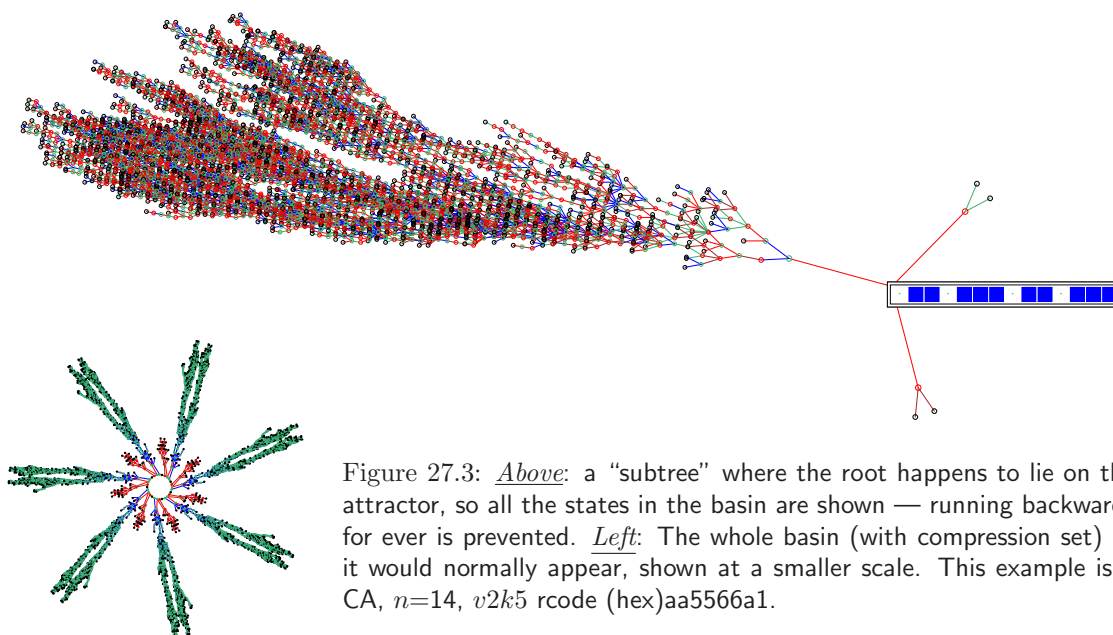 Figure 27.3: Above: a “subtree” where the root happens to lie on th
attractor, so all the states in the basin are shown — running backward
for ever is prevented. Left: The whole basin (with compression set)
it would normally appear, shown at a smaller scale. This example is
CA, n=14, v2k5 rcode (hex)aa5566a1.